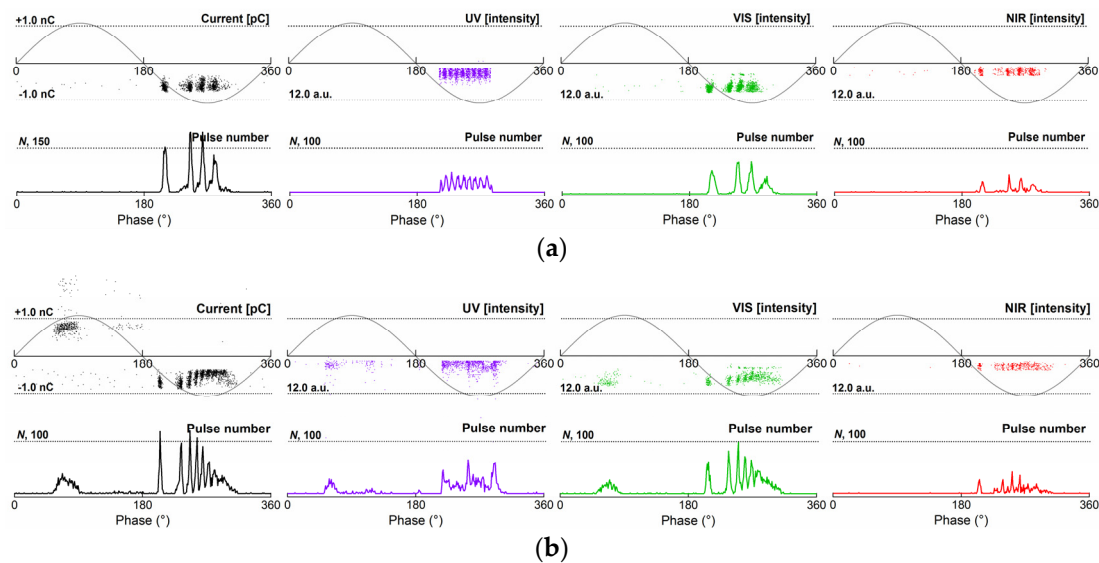 +1.0 nC Current [pC] UV [intensity] VIS [intensity] NIR [intensity]
0 180 360 0 180 360 0 180 360 0 180 360
-1.0 nC 12.0 a.u. 12.0 a.u. 12.0 a.u.
N, 150 Pulse number N, 100 Pulse number N, 100 Pulse number N, 100 Pulse number
0 180 360 0 180 360 0 180 360 0 180 360
Phase (°) Phase (°) Phase (°) Phase (°)
(a)
+1.0 nC Current [pC] UV [intensity] VIS [intensity] NIR [intensity]
0 180 360 0 180 360 0 180 360 0 180 360
-1.0 nC 12.0 a.u. 12.0 a.u. 12.0 a.u.
N, 100 Pulse number N, 100 Pulse number N, 100 Pulse number N, 100 Pulse number
0 180 360 0 180 360 0 180 360 0 180 360
Phase (°) Phase (°) Phase (°) Phase (°)
(b)